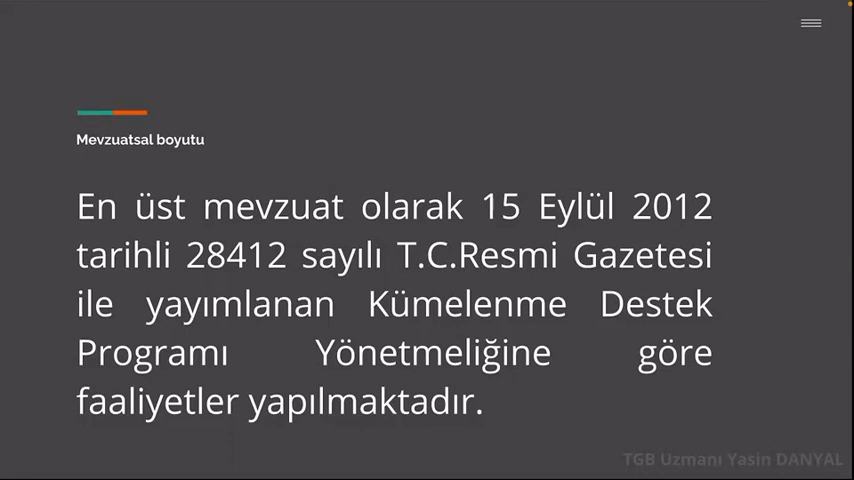 Mevzuatsal boyutu
En üst mevzuat olarak 15 Eylül 2012
tarihli 28412 sayılı T.C.Resmi Gazetesi
ile yayımlanan Kümelenme Destek
Programı Yönetmeliğine göre
faaliyetler yapılmaktadır.
TGB Uzmanı Yasin DANYAL